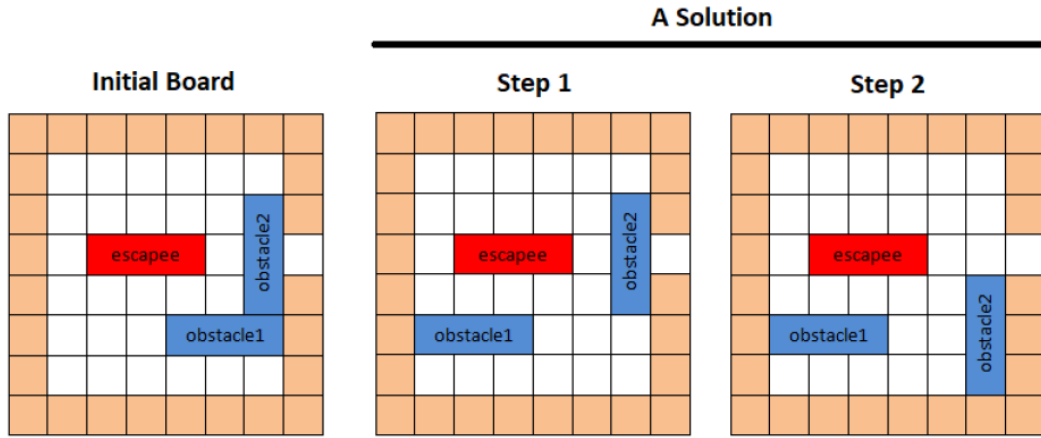 A Solution
Initial Board
Step 1
Step 2
obstacle2
escapee
obstacle1
obstacle2
escapee
obstacle1
escapee
obstacle2
obstacle1